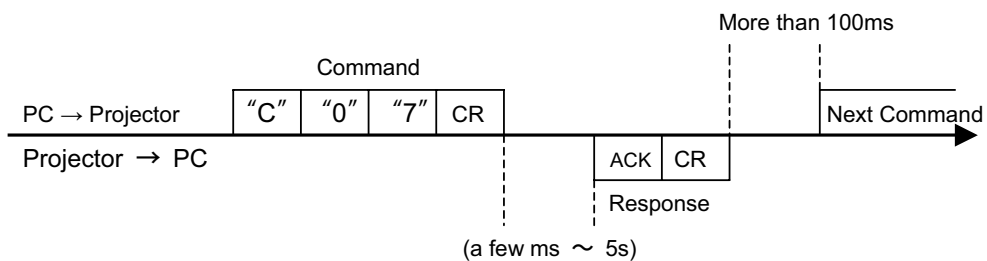 More than 100ms
Command
PC → Projector
“C” “0” “7” CR
Next Command
Projector → PC
ACK CR
Response
(a few ms ～ 5s)